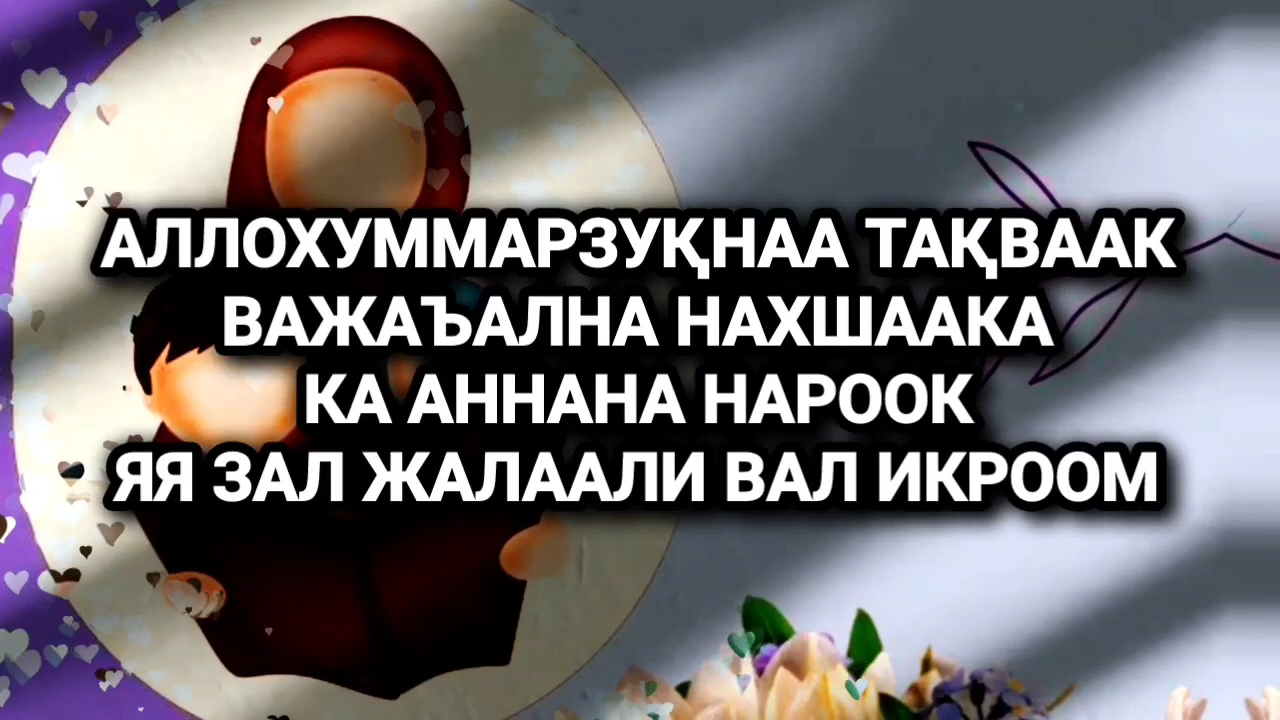 АЛЛОХУММАРЗУҚНАА ТАҚВААК
ВАЖАЪАЛНА НАХШААКА
КА АННАНА НАРООК
ЯЯ ЗАЛ ЖАЛААЛИ ВАЛ ИКРООМ